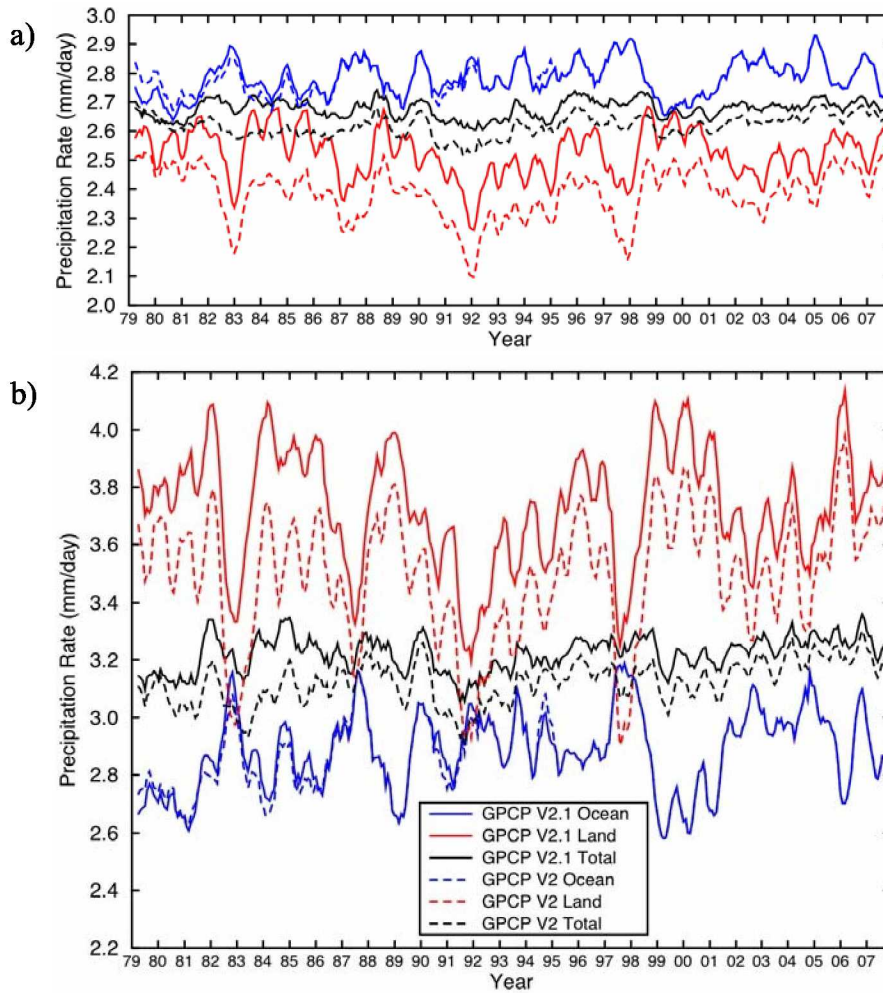 a)
Precipitation Rate (mm/day)
3.0
2.9
2.8
2.7
2.6
2.5
2.4
2.3
2.2
2.1
2.0
79 80 81 82 83 84 85 86 87 88 89 90 91 92 93 94 95 96 97 98 99 00 01 02 03 04 05 06 07
Year
b)
Precipitation Rate (mm/day)
4.2
4.0
3.8
3.6
3.4
3.2
3.0
2.8
2.6
2.4
2.2
GPCP V2.1 Ocean
GPCP V2.1 Land
GPCP V2.1 Total
GPCP V2 Ocean
GPCP V2 Land
GPCP V2 Total
79 80 81 82 83 84 85 86 87 88 89 90 91 92 93 94 95 96 97 98 99 00 01 02 03 04 05 06 07
Year